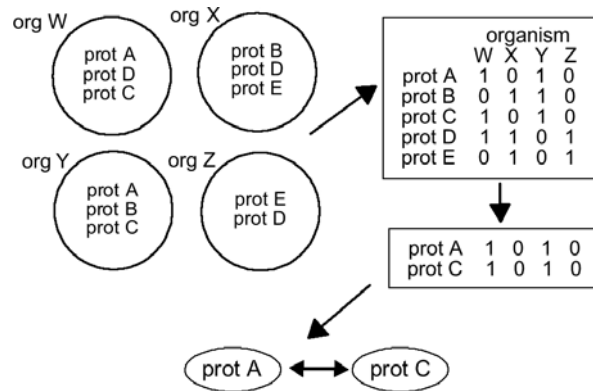 org W
prot A
prot D
prot C
org X
prot B
prot D
prot E
org Y
prot A
prot B
prot C
org Z
prot E
prot D
organism
W X Y Z
prot A 1 0 1 0
prot B 0 1 1 0
prot C 1 0 1 0
prot D 1 1 0 1
prot E 0 1 0 1
prot A 1 0 1 0
prot C 1 0 1 0
prot A
prot C